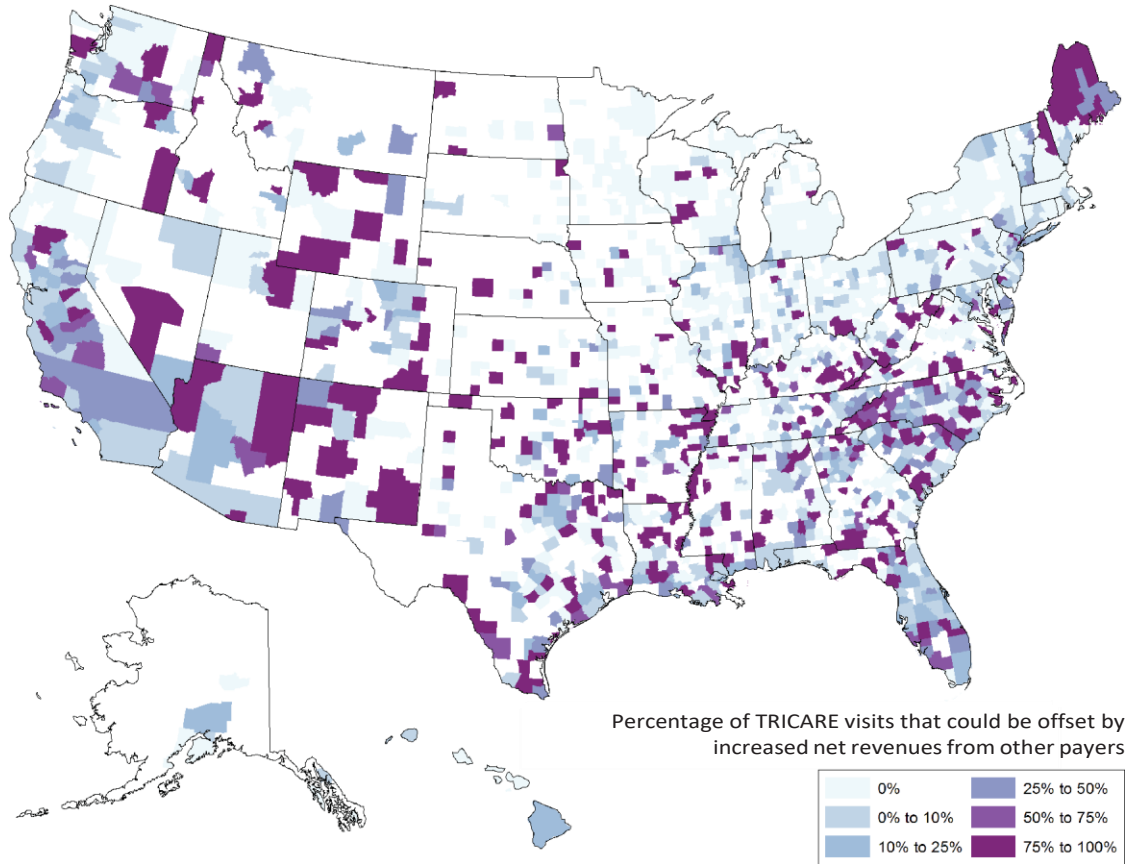 Percentage of TRICARE visits that could be offset by
increased net revenues from other payers
0%
25% to 50%
0% to 10%
50% to 75%
10% to 25%
75% to 100%